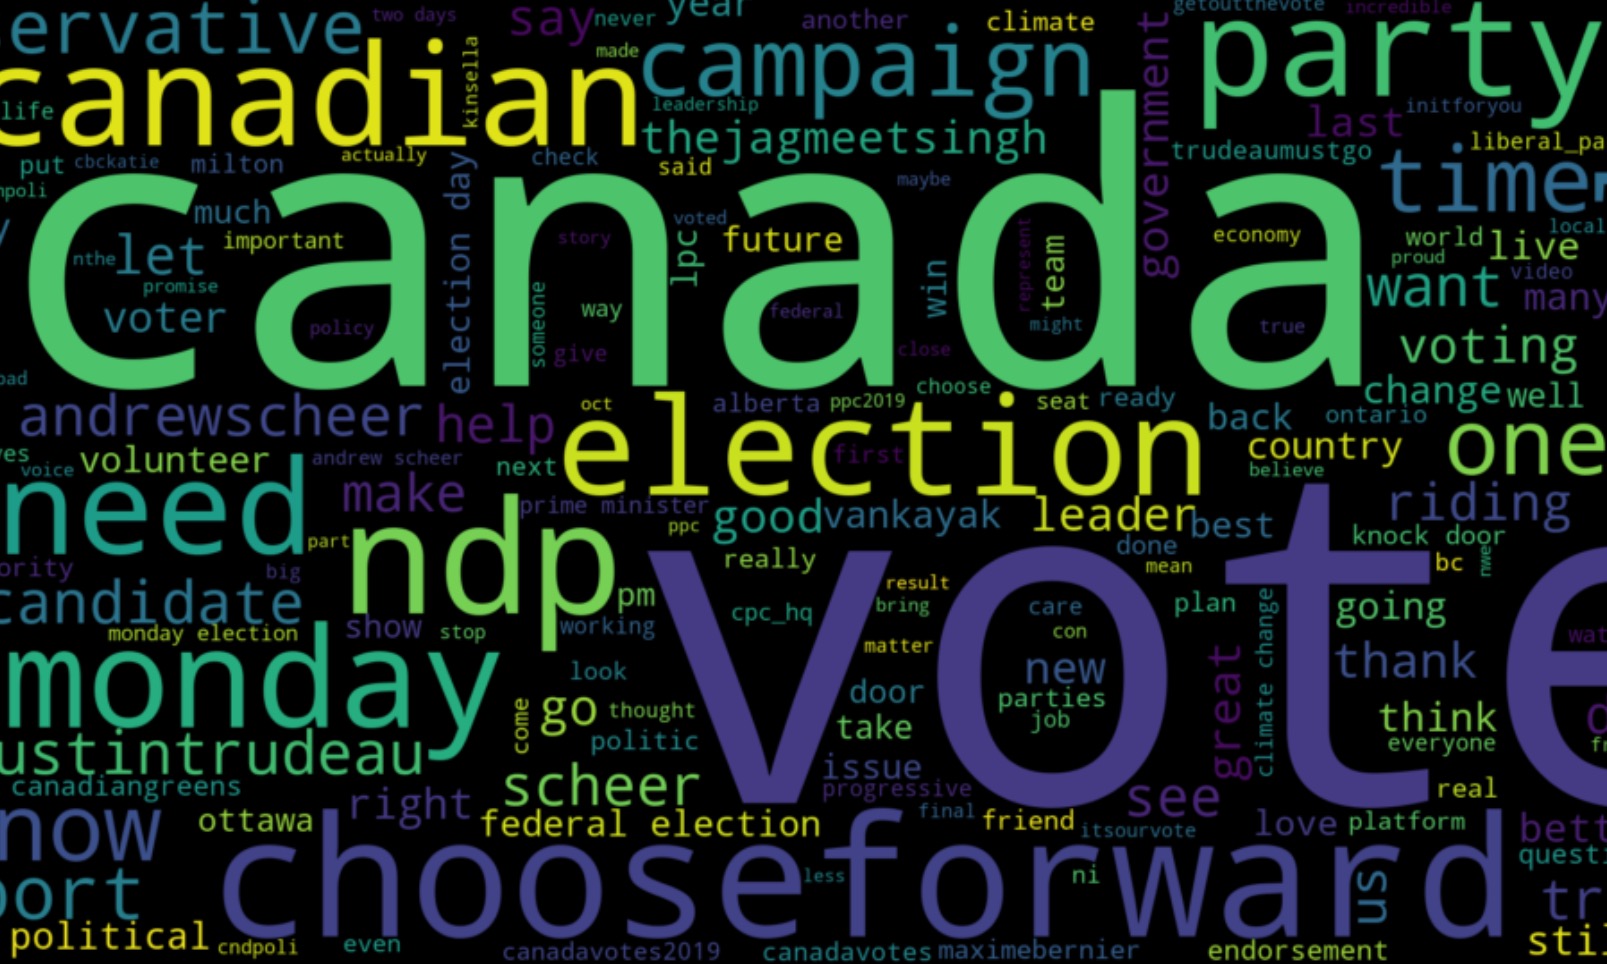 ervative
two days
say
never
year
another
climate
getoutthevote
incredible
canadian
kinsella
made
campaign
government
party
life
leadership
thejagmeetsingh
last
initforyou
put
cbckatie
milton
actually
election day
check
said
maybe
trudeaumustgo
liberal_pa
npoli
canada
time
much
voted
nthe
let
important
story
lpc
future
represent
team
economy
world
live
local
promise
proud
want
video
many
voter
policy
someone
way
federal
win
might
true
give
close
voting
oad
choose
change
well
andrewscheer
help
oct
alberta
ppc2019
seat
ready
back
ontario
election
first
country
one
believe
ves
voice
volunteer
andrew scheer
next
need
make
prime minister
ppc
good
vankayak
leader
best
riding
part
ndp
really
done
mean
knock door
bc
new
ority
big
pm
vote
result
candidate
cpc_hq
bring
care
plan
going
monday election
show
stop
working
matter
con
climate change
wat
monday
look
door
new
great
thank
come
go
thought
take
parties
job
think
everyone
fr
ustintrudeau
politic
canadiangreens
scheer
issue
progressive
see
real
now
ottawa
right
federal election
final
friend
itsourvote
love
platform
bett
questi
port
chooseforward
less
ni
us
tr
political
cndpoli
even
canadavotes2019
canadavotes
maximebernier
endorsement
stil